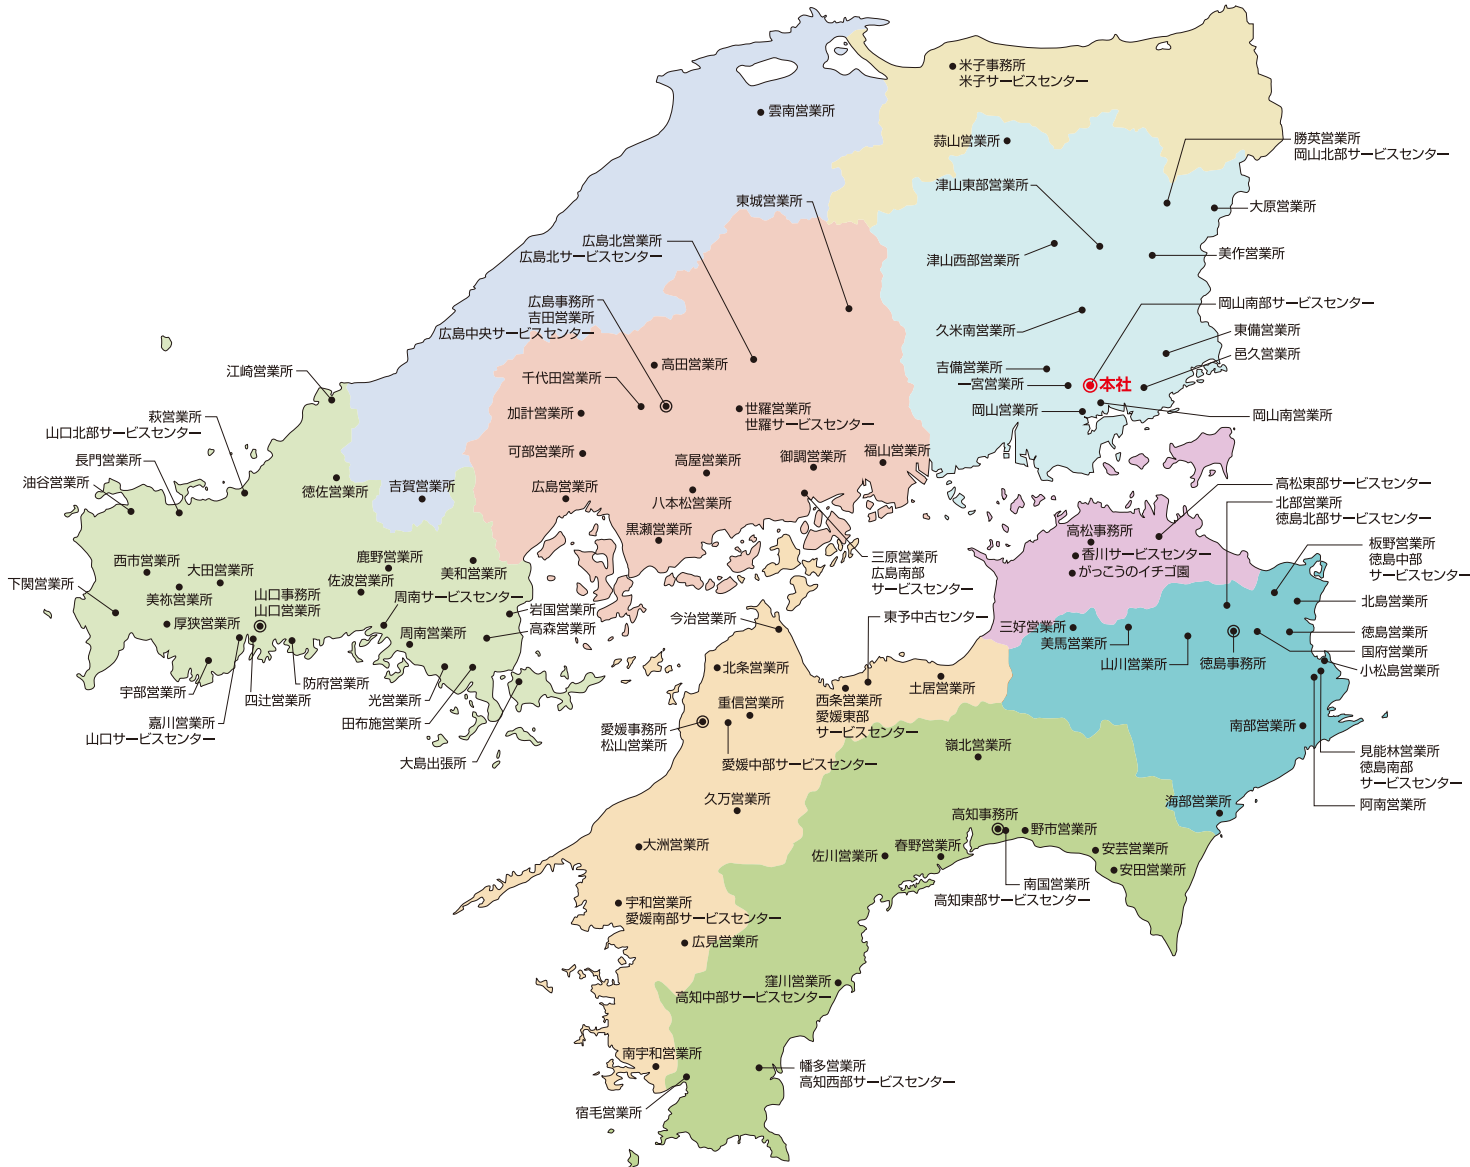 米子事務所
米子サービスセンター
雲南営業所
蒜山営業所
勝英営業所
岡山北部サービスセンター
津山東部営業所
大原営業所
東城営業所
広島北営業所
広島北サービスセンター
津山西部営業所
美作営業所
広島事務所
吉田営業所
広島中央サービスセンター
岡山南部サービスセンター
久米南営業所
東備営業所
邑久営業所
高田営業所
千代田営業所
吉備営業所
一宮営業所
本社
江崎営業所
加計営業所
世羅営業所
世羅サービスセンター
岡山営業所
岡山南営業所
萩営業所
山口北部サービスセンター
長門営業所
油谷営業所
徳佐営業所
吉賀営業所
可部営業所
高屋営業所
御調営業所
福山営業所
広島営業所
八本松営業所
黒瀬営業所
高松東部サービスセンター
北部営業所
徳島北部サービスセンター
高松事務所
香川サービスセンター
がっこうのイチゴ園
板野営業所
徳島中部
サービスセンター
三原営業所
広島南部
サービスセンター
西市営業所
大田営業所
鹿野営業所
美和営業所
下関営業所
美祢営業所
佐波営業所
山口事務所
山口営業所
周南サービスセンター
厚狭営業所
岩国営業所
高森営業所
周南営業所
今治営業所
東予中古センター
三好営業所
美馬営業所
山川営業所
徳島事務所
北島営業所
徳島営業所
国府営業所
小松島営業所
宇部営業所
四辻営業所
防府営業所
光営業所
田布施営業所
嘉川営業所
山口サービスセンター
大島出張所
北条営業所
重信営業所
愛媛事務所
松山営業所
愛媛中部サービスセンター
西条営業所
愛媛東部
サービスセンター
土居営業所
嶺北営業所
南部営業所
見能林営業所
徳島南部
サービスセンター
阿南営業所
海部営業所
久万営業所
高知事務所
野市営業所
大洲営業所
佐川営業所
春野営業所
安芸営業所
安田営業所
南国営業所
高知東部サービスセンター
宇和営業所
愛媛南部サービスセンター
広見営業所
窪川営業所
高知中部サービスセンター
南宇和営業所
幡多営業所
高知西部サービスセンター
宿毛営業所